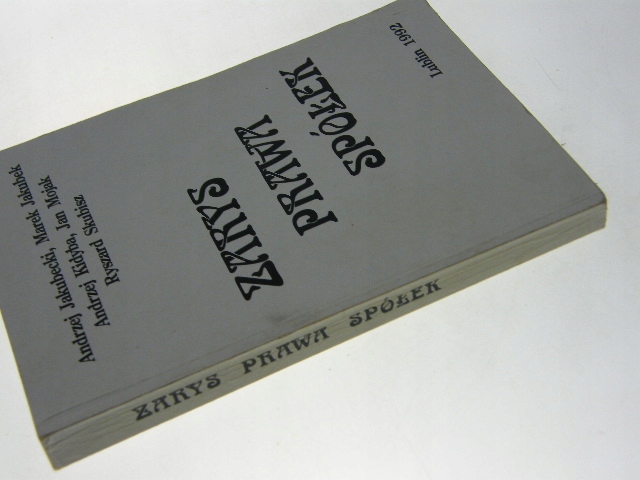 Andrzej Jakubecki, Marek Jakubek
Andrzej Kidyba, Jan Mojak
Ryszard Skubisz
ZARYS
PRAWA
SPÓŁEK
Lublin 1992
ZARYS PRAWA SPÓŁEK